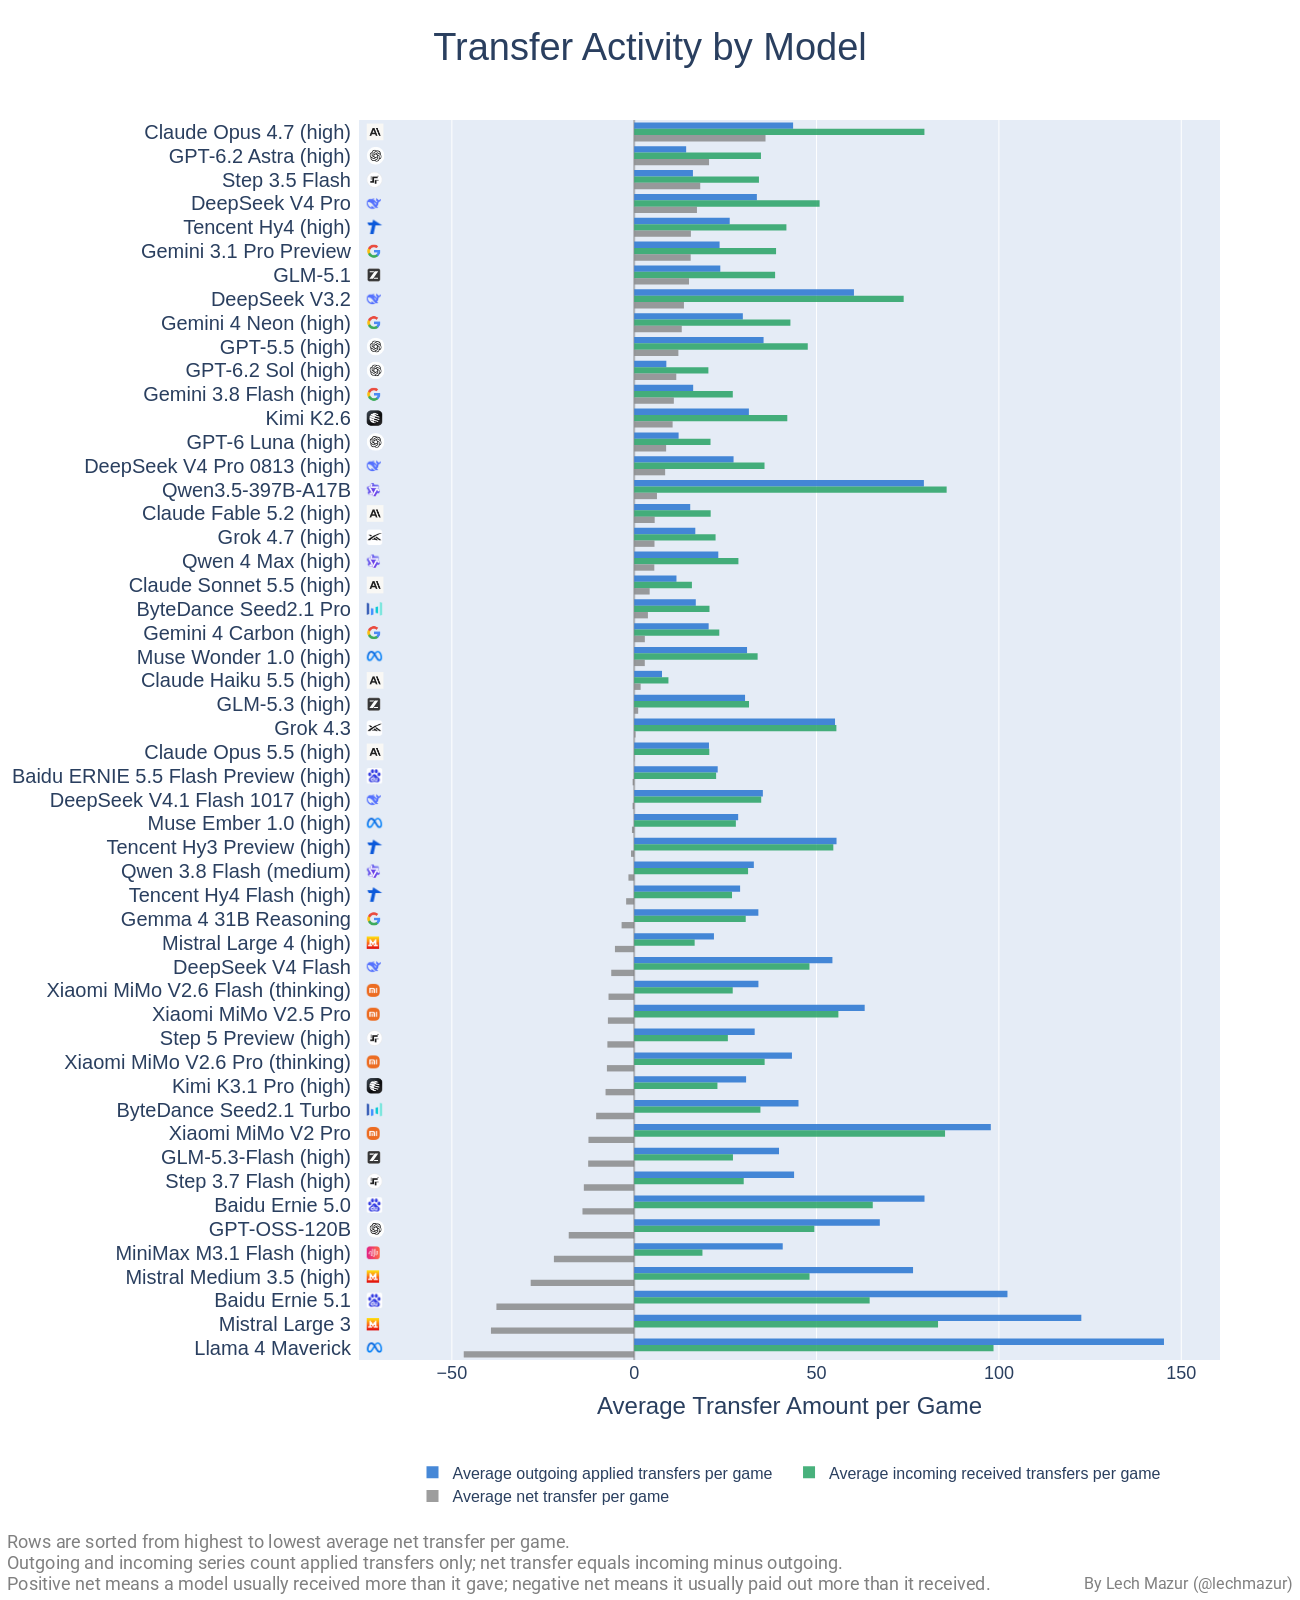 Transfer Activity by Model
Claude Opus 4.7 (high)
GPT-6.2 Astra (high)
Step 3.5 Flash
DeepSeek V4 Pro
Tencent Hy4 (high)
Gemini 3.1 Pro Preview
GLM-5.1
DeepSeek V3.2
Gemini 4 Neon (high)
GPT-5.5 (high)
GPT-6.2 Sol (high)
Gemini 3.8 Flash (high)
Kimi K2.6
GPT-6 Luna (high)
DeepSeek V4 Pro 0813 (high)
Qwen3.5-397B-A17B
Claude Fable 5.2 (high)
Grok 4.7 (high)
Qwen 4 Max (high)
Claude Sonnet 5.5 (high)
ByteDance Seed2.1 Pro
Gemini 4 Carbon (high)
Muse Wonder 1.0 (high)
Claude Haiku 5.5 (high)
GLM-5.3 (high)
Grok 4.3
Claude Opus 5.5 (high)
Baidu ERNIE 5.5 Flash Preview (high)
DeepSeek V4.1 Flash 1017 (high)
Muse Ember 1.0 (high)
Tencent Hy3 Preview (high)
Qwen 3.8 Flash (medium)
Tencent Hy4 Flash (high)
Gemma 4 31B Reasoning
Mistral Large 4 (high)
DeepSeek V4 Flash
Xiaomi MiMo V2.6 Flash (thinking)
Xiaomi MiMo V2.5 Pro
Step 5 Preview (high)
Xiaomi MiMo V2.6 Pro (thinking)
Kimi K3.1 Pro (high)
ByteDance Seed2.1 Turbo
Xiaomi MiMo V2 Pro
GLM-5.3-Flash (high)
Step 3.7 Flash (high)
Baidu Ernie 5.0
GPT-OSS-120B
MiniMax M3.1 Flash (high)
Mistral Medium 3.5 (high)
Baidu Ernie 5.1
Mistral Large 3
Llama 4 Maverick
−50 0 50 100 150
Average Transfer Amount per Game
Average outgoing applied transfers per game Average incoming received transfers per game
Average net transfer per game
Rows are sorted from highest to lowest average net transfer per game.
Outgoing and incoming series count applied transfers only; net transfer equals incoming minus outgoing.
Positive net means a model usually received more than it gave; negative net means it usually paid out more than it received. By Lech Mazur (@lechmazur)